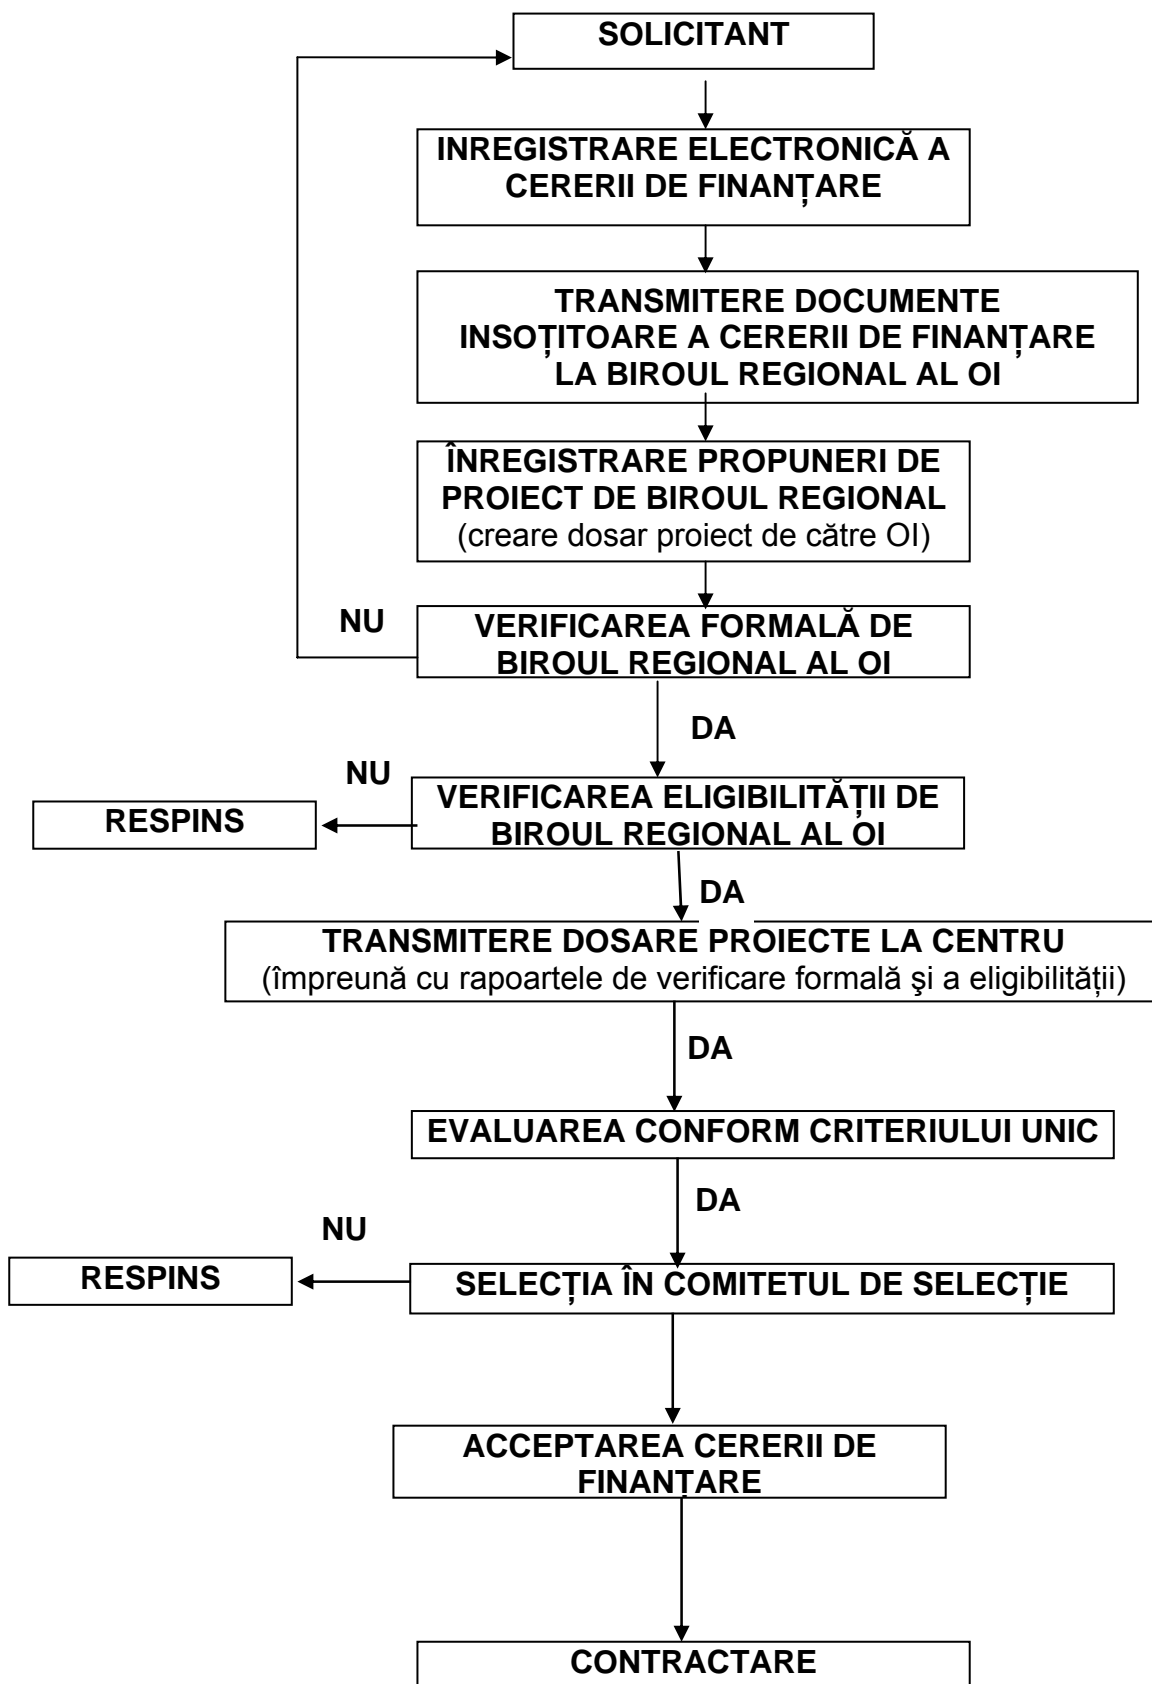 SOLICITANT
INREGISTRARE ELECTRONICĂ A
CERERII DE FINANȚARE
TRANSMITERE DOCUMENTE
INSOȚITOARE A CERERII DE FINANȚARE
LA BIROUL REGIONAL AL OI
ÎNREGISTRARE PROPUNERI DE
PROIECT DE BIROUL REGIONAL
(creare dosar proiect de către OI)
NU
VERIFICAREA FORMALĂ DE
BIROUL REGIONAL AL OI
DA
NU
RESPINS
VERIFICAREA ELIGIBILITĂȚII DE
BIROUL REGIONAL AL OI
DA
TRANSMITERE DOSARE PROIECTE LA CENTRU
(împreună cu rapoartele de verificare formală şi a eligibilității)
DA
EVALUAREA CONFORM CRITERIULUI UNIC
DA
NU
RESPINS
SELECȚIA ÎN COMITETUL DE SELECȚIE
ACCEPTAREA CERERII DE
FINANȚARE
CONTRACTARE